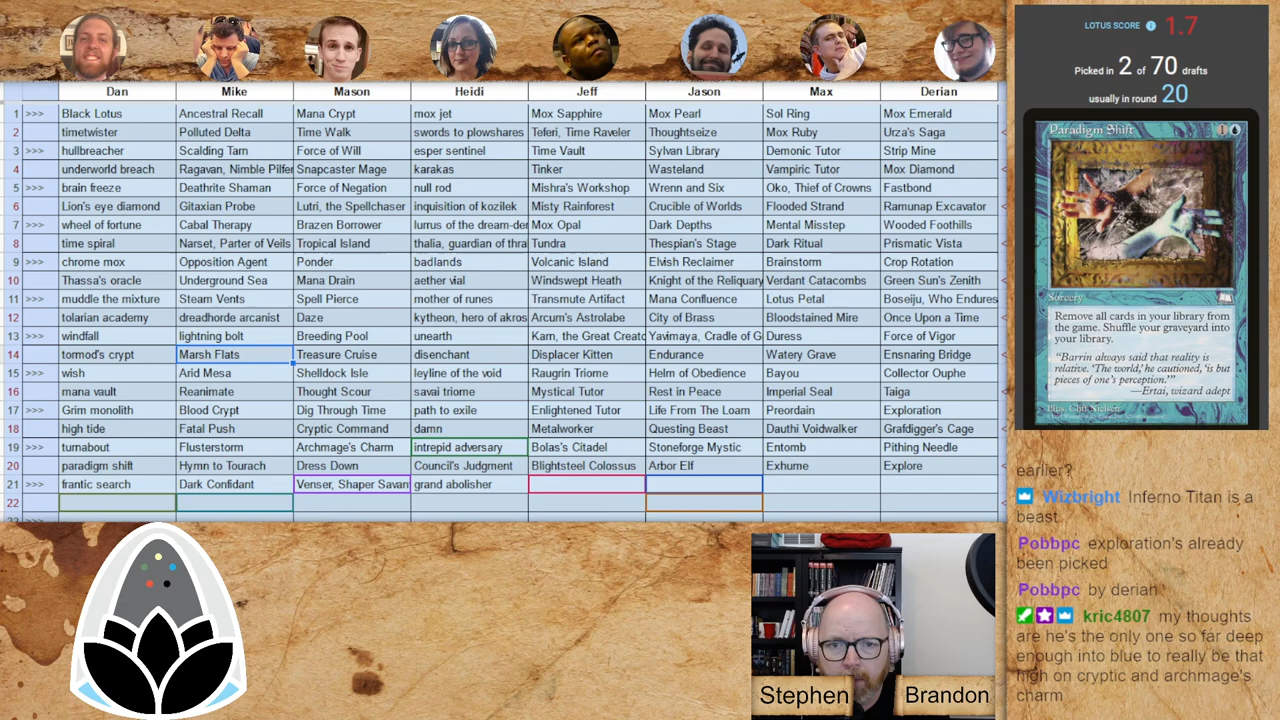 Dan Mike Mason Heidi Jeff Jason Max Derian
1 >>> Black Lotus Ancestral Recall Mana Crypt mox jet Mox Sapphire Mox Pearl Sol Ring Mox Emerald
2 timetwister Polluted Delta Time Walk swords to plowshares Teferi, Time Raveler Thoughtseize Mox Ruby Urza's Saga <
3 >>> hullbreacher Scalding Tarn Force of Will esper sentinel Time Vault Sylvan Library Demonic Tutor Strip Mine
4 underworld breach Ragavan, Nimble Pilfer Snapcaster Mage karakas Tinker Wasteland Vampiric Tutor Mox Diamond <
5 >>> brain freeze Deathrite Shaman Force of Negation null rod Mishra's Workshop Wrenn and Six Oko, Thief of Crowns Fastbond
6 Lion's eye diamond Gitaxian Probe Lutri, the Spellchaser inquisition of kozilek Misty Rainforest Crucible of Worlds Flooded Strand Ramunap Excavator <
7 >>> wheel of fortune Cabal Therapy Brazen Borrower lurrus of the dream-der Mox Opal Dark Depths Mental Misstep Wooded Foothills
8 time spiral Narset, Parter of Veils Tropical Island thalia, guardian of thra Tundra Thespian's Stage Dark Ritual Prismatic Vista <
9 >>> chrome mox Opposition Agent Ponder badlands Volcanic Island Elvish Reclaimer Brainstorm Crop Rotation
10 Thassa's oracle Underground Sea Mana Drain aether vial Windswept Heath Knight of the Reliquary Verdant Catacombs Green Sun's Zenith <
11 >>> muddle the mixture Steam Vents Spell Pierce mother of runes Transmute Artifact Mana Confluence Lotus Petal Boseiju, Who Endures
12 tolarian academy dreadhorde arcanist Daze kytheon, hero of akros Arcum's Astrolabe City of Brass Bloodstained Mire Once Upon a Time <
13 >>> windfall lightning bolt Breeding Pool unearth Karn, the Great Creato Yavimaya, Cradle of G Duress Force of Vigor
14 tormod's crypt Marsh Flats Treasure Cruise disenchant Displacer Kitten Endurance Watery Grave Ensnaring Bridge <
15 >>> wish Arid Mesa Shelldock Isle leyline of the void Raugrin Triome Helm of Obedience Bayou Collector Ouphe
16 mana vault Reanimate Thought Scour savai triome Mystical Tutor Rest in Peace Imperial Seal Taiga <
17 >>> Grim monolith Blood Crypt Dig Through Time path to exile Enlightened Tutor Life From The Loam Preordain Exploration
18 high tide Fatal Push Cryptic Command damn Metalworker Questing Beast Dauthi Voidwalker Grafdigger's Cage <
19 >>> turnabout Flusterstorm Archmage's Charm intrepid adversary Bolas's Citadel Stoneforge Mystic Entomb Pithing Needle
20 paradigm shift Hymn to Tourach Dress Down Council's Judgment Blightsteel Colossus Arbor Elf Exhume Explore <
21 >>> frantic search Dark Confidant Venser, Shaper Savan grand abolisher
22 <
LOTUS SCORE 1.7
Picked in 2 of 70 drafts
usually in round 20
Paradigm Shift 1
Sorcery
Remove all cards in your library from
the game. Shuffle your graveyard into
your library.
"Barrin always said that reality is
relative. 'The world,' he cautioned, 'is but
pieces of one's perception.'"
—Ertai, wizard adept
Illus. Cliff Nielsen
earlier?
Wizbright Inferno Titan is a
beast
Pobbpc exploration's already
been picked
Pobbpc by derian
kric4807 my thoughts
are he's the only one so far deep
enough into blue to really be that
high on cryptic and archmage's
charm
Stephen Brandon